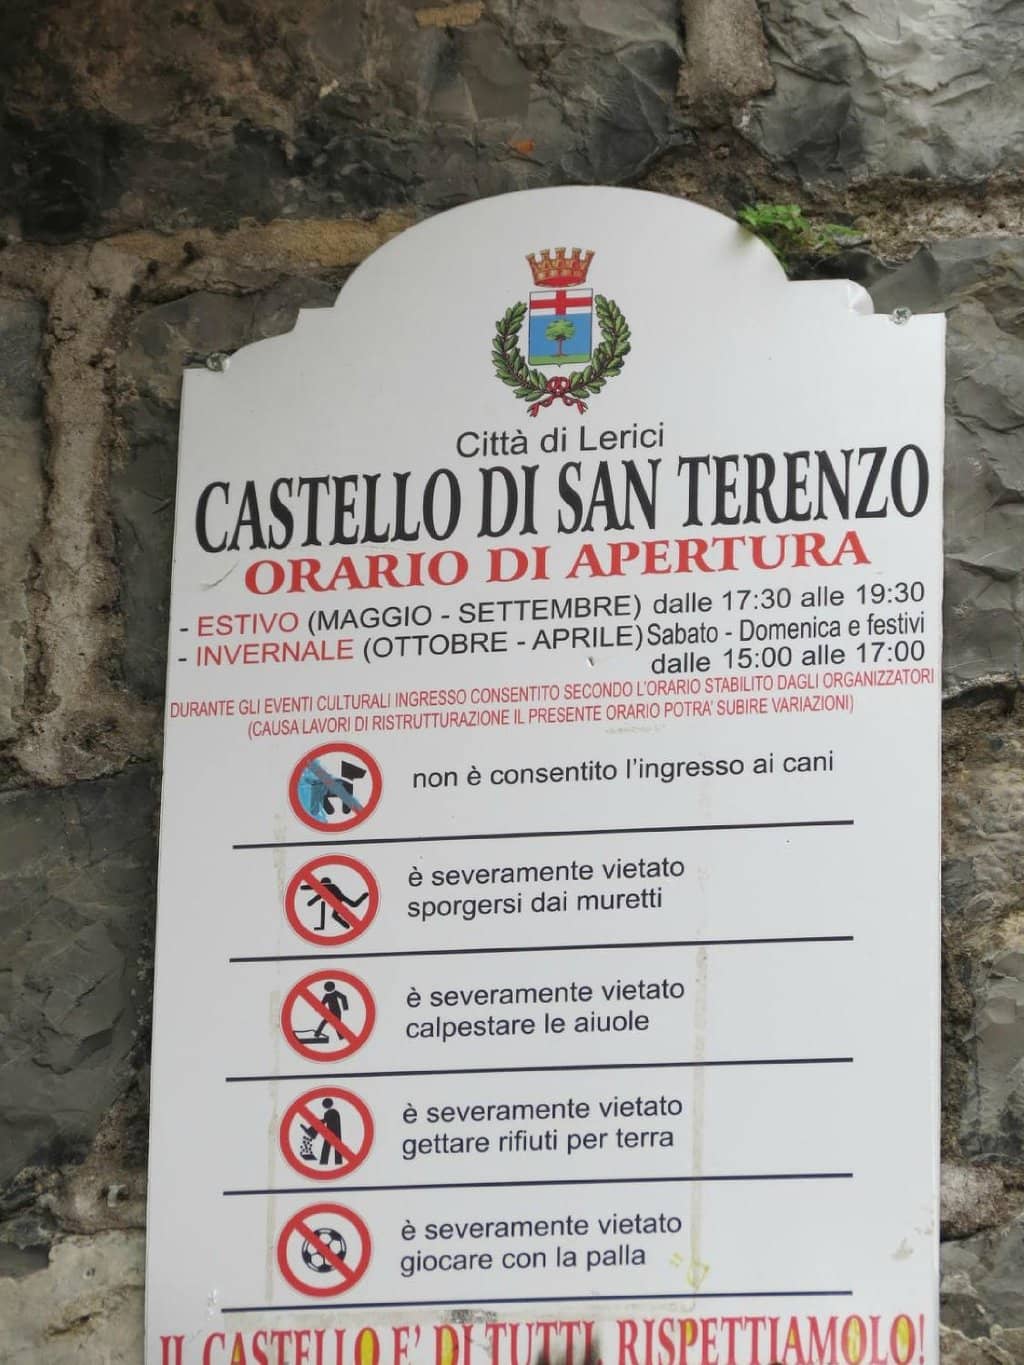 Città di Lerici
CASTELLO DI SAN TERENZO
ORARIO DI APERTURA
- ESTIVO (MAGGIO - SETTEMBRE) dalle 17:30 alle 19:30
- INVERNALE (OTTOBRE - APRILE) Sabato - Domenica e festivi
dalle 15:00 alle 17:00
DURANTE GLI EVENTI CULTURALI INGRESSO CONSENTITO SECONDO L'ORARIO STABILITO DAGLI ORGANIZZATORI
(CAUSA LAVORI DI RISTRUTTURAZIONE IL PRESENTE ORARIO POTRA' SUBIRE VARIAZIONI)
non è consentito l'ingresso ai cani
è severamente vietato
sporgersi dai muretti
è severamente vietato
calpestare le aiuole
è severamente vietato
gettare rifiuti per terra
è severamente vietato
giocare con la palla
IL CASTELLO E' DI TUTTI, RISPETTIAMOLO!